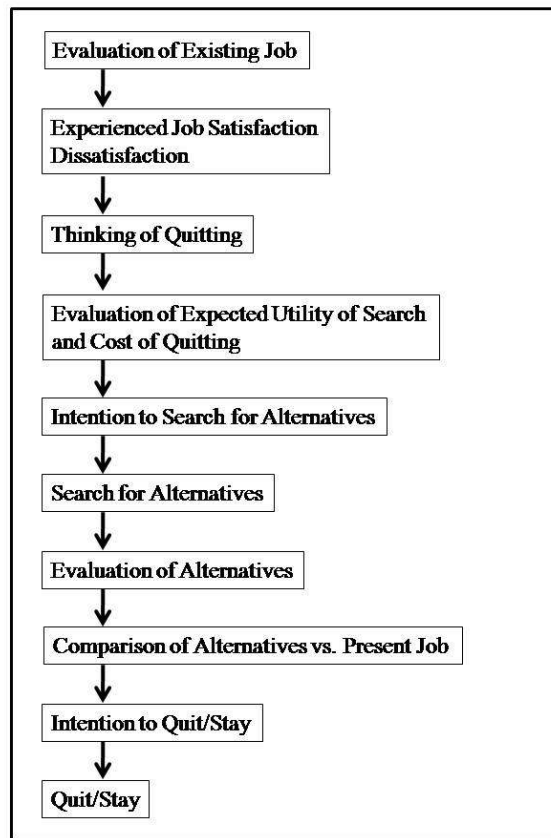 Evaluation of Existing Job
Experienced Job Satisfaction
Dissatisfaction
Thinking of Quitting
Evaluation of Expected Utility of Search
and Cost of Quitting
Intention to Search for Alternatives
Search for Alternatives
Evaluation of Alternatives
Comparison of Alternatives vs. Present Job
Intention to Quit/Stay
Quit/Stay